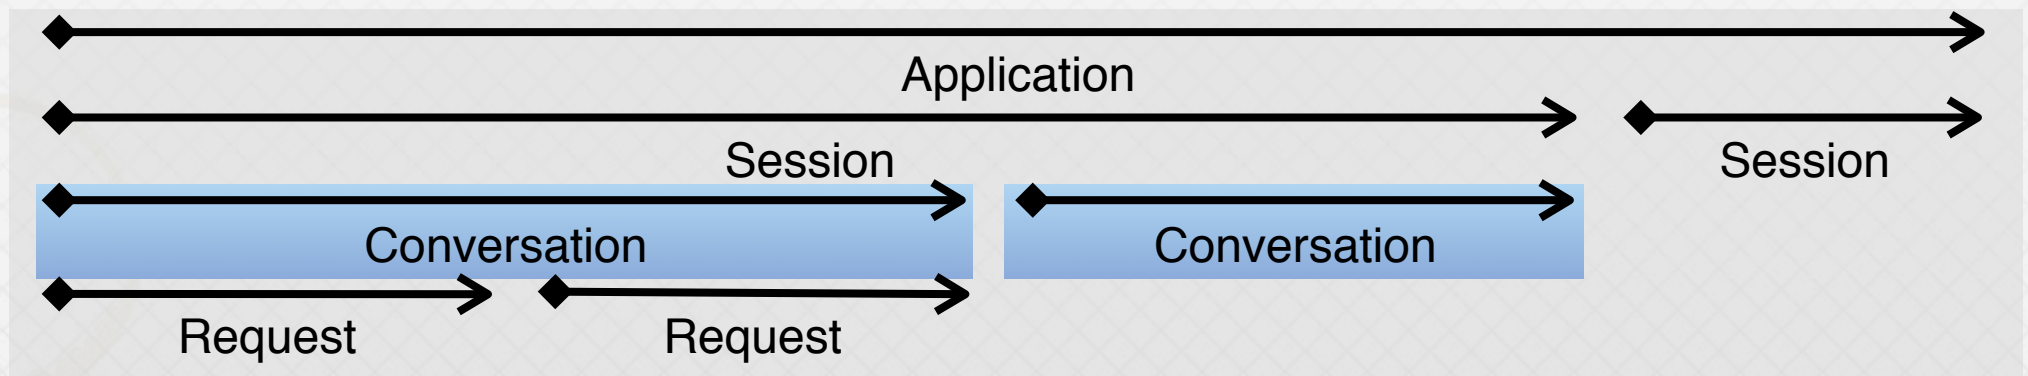 Application
Session
Session
Conversation
Conversation
Request
Request